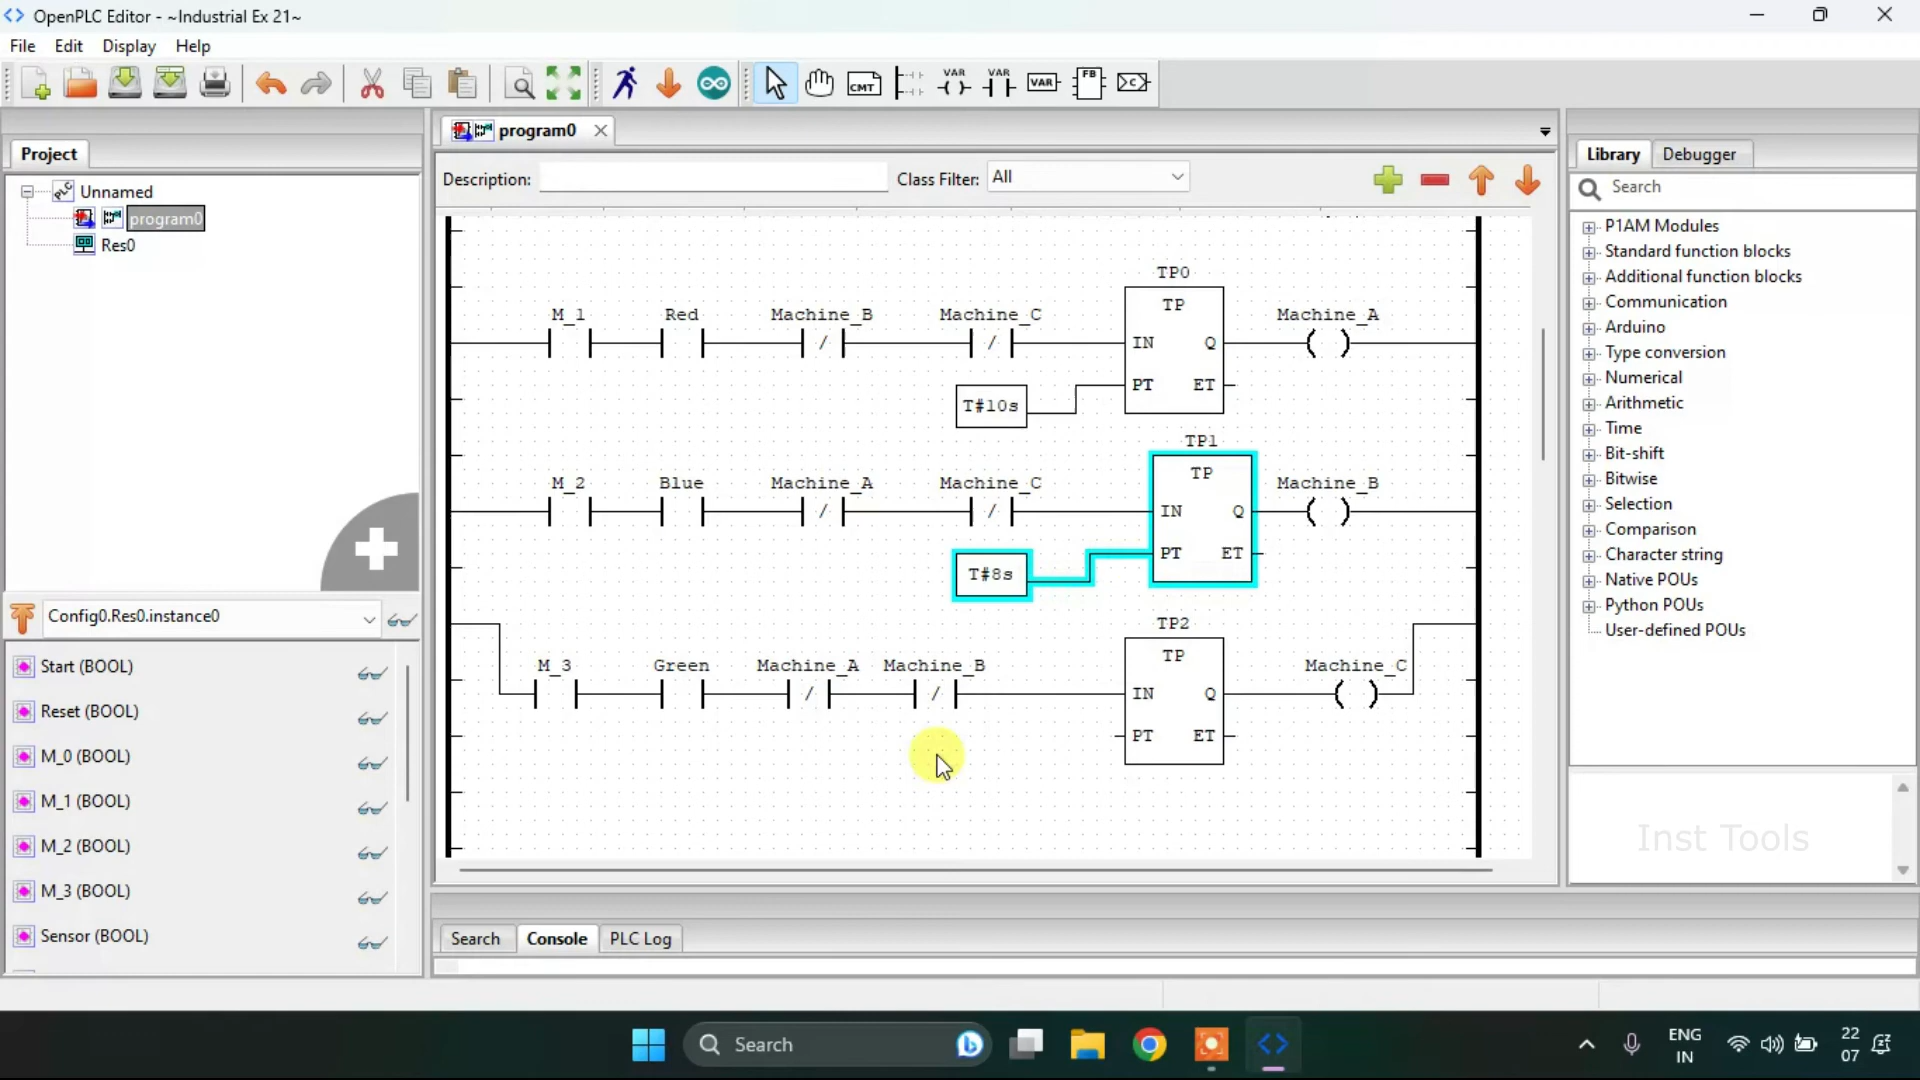 OpenPLC Editor - ~Industrial Ex 21~
File Edit Display Help
CMT VAR VAR VAR FB C
Project
Unnamed
program0
Res0
Config0.Res0.instance0
Start (BOOL)
Reset (BOOL)
M_0 (BOOL)
M_1 (BOOL)
M_2 (BOOL)
M_3 (BOOL)
Sensor (BOOL)
program0
Description: Class Filter: All
TP0
M_1 Red Machine_B Machine_C TP Machine_A
IN Q
T#10s PT ET
TP1
M_2 Blue Machine_A Machine_C TP Machine_B
IN Q
T#8s PT ET
TP2
M_3 Green Machine_A Machine_B TP Machine_C
IN Q
PT ET
Search Console PLC Log
Library Debugger
Search
P1AM Modules
Standard function blocks
Additional function blocks
Communication
Arduino
Type conversion
Numerical
Arithmetic
Time
Bit-shift
Bitwise
Selection
Comparison
Character string
Native POUs
Python POUs
User-defined POUs
Inst Tools
Search
ENG
IN
22
07